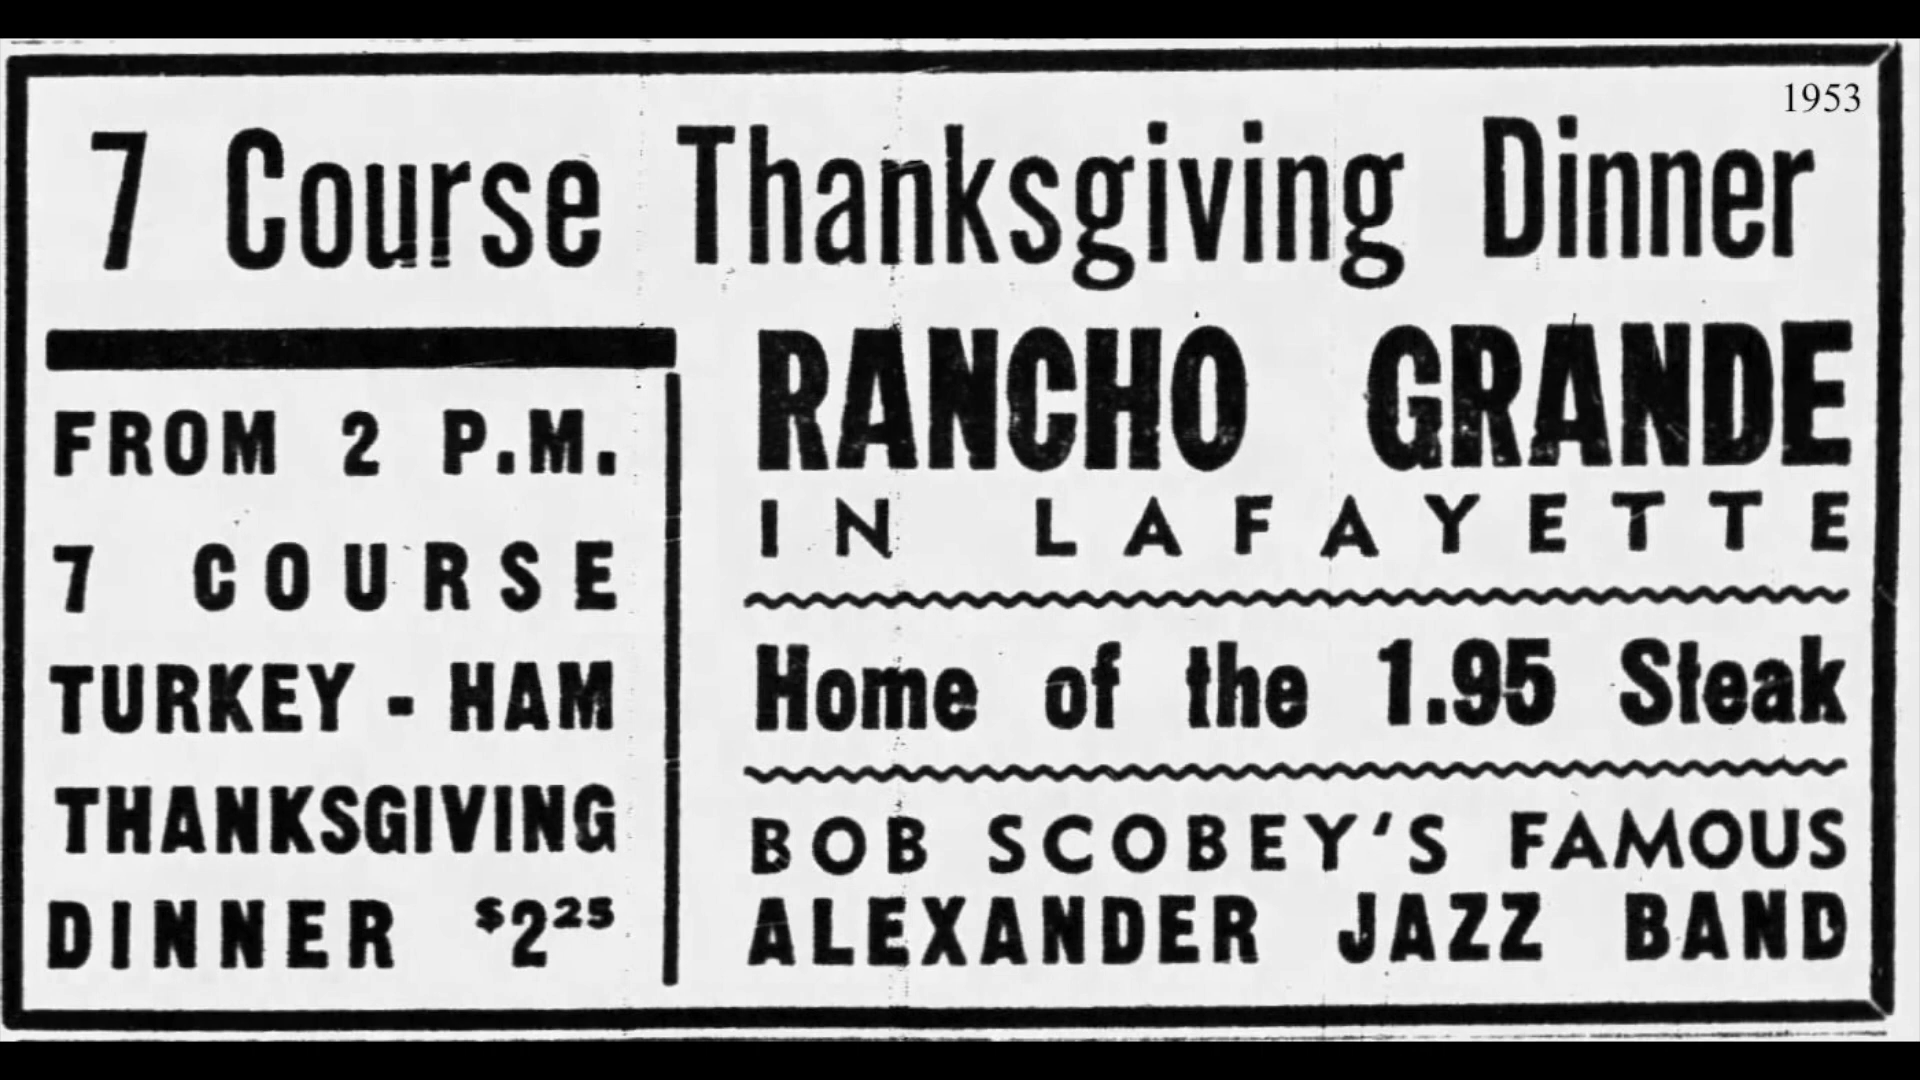 1953
7 Course Thanksgiving Dinner
FROM 2 P.M.
7 COURSE
TURKEY - HAM
THANKSGIVING
DINNER $2 25
RANCHO GRANDE
IN LAFAYETTE
Home of the 1.95 Steak
BOB SCOBEY'S FAMOUS
ALEXANDER JAZZ BAND